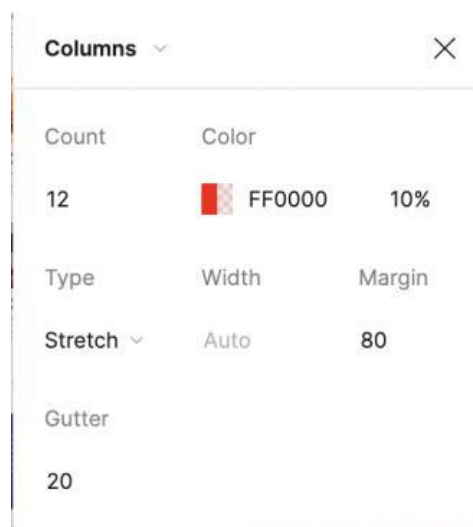 Columns
Count Color
12 FF0000 10%
Type Width Margin
Stretch Auto 80
Gutter
20